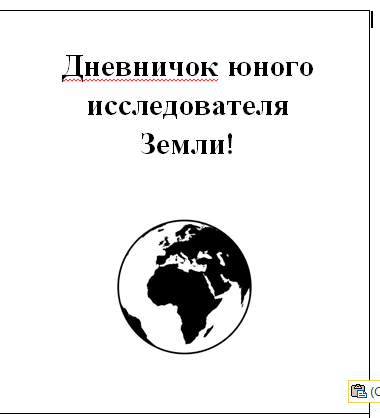 Дневничок юного
исследователя
Земли!